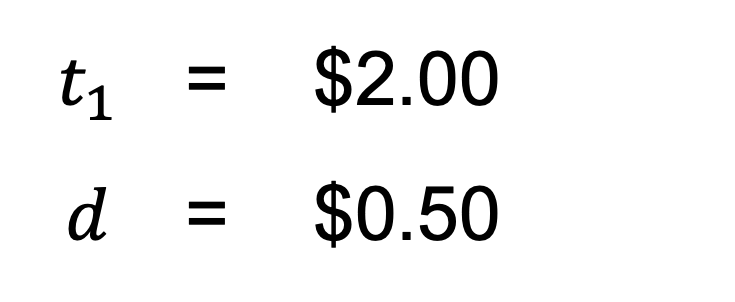 t₁ = $2.00
d = $0.50